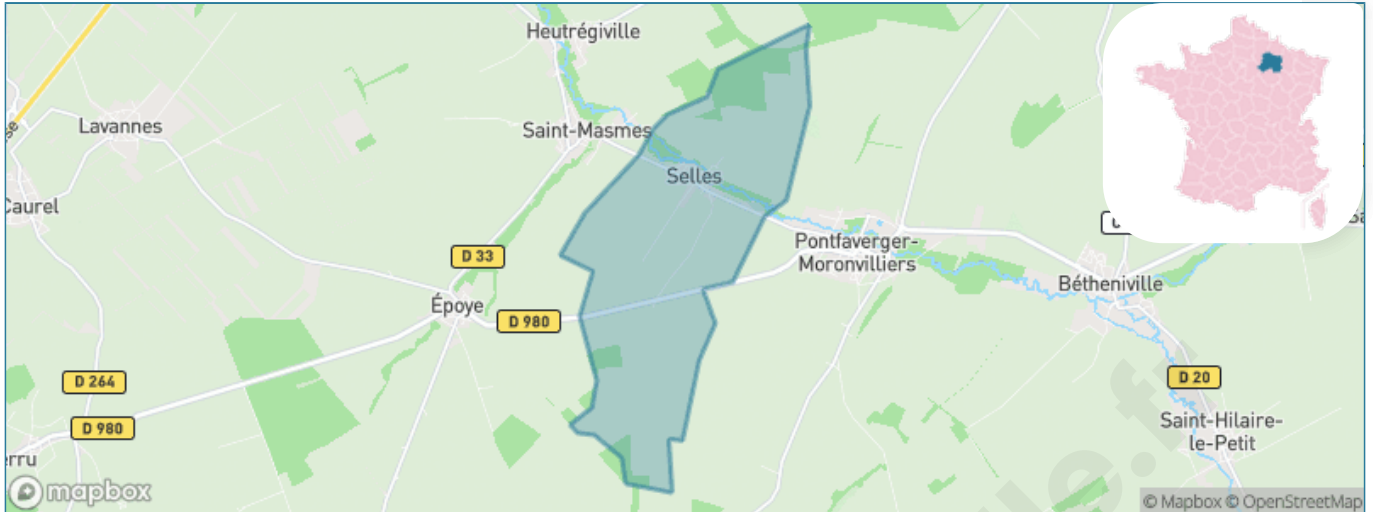 Heutrégiville
Lavannes
Saint-Masmes
Selles
Caurel
Pontfaverger-
Moronvilliers
D 33
Bétheniville
Époye
D 980
D 264
D 20
D 980
Saint-Hilaire-
le-Petit
erru
mapbox
© Mapbox © OpenStreetMap